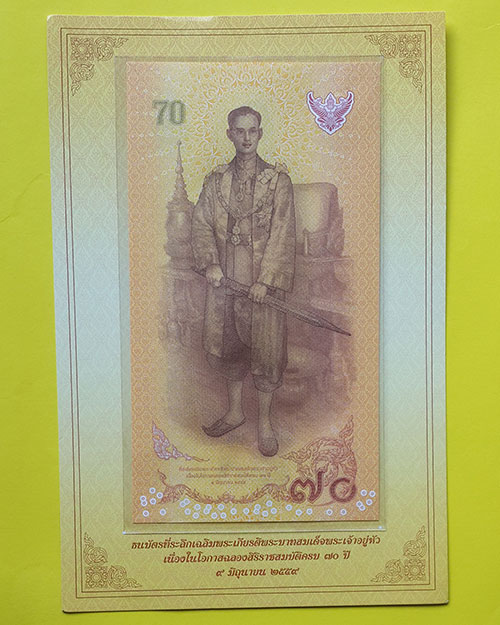 70
๗๐
ธนบัตรที่ระลึกเฉลิมพระเกียรติพระบาทสมเด็จพระเจ้าอยู่หัว
เนื่องในโอกาสฉลองสิริราชสมบัติครบ ๗๐ ปี
๙ มิถุนายน ๒๕๕๙